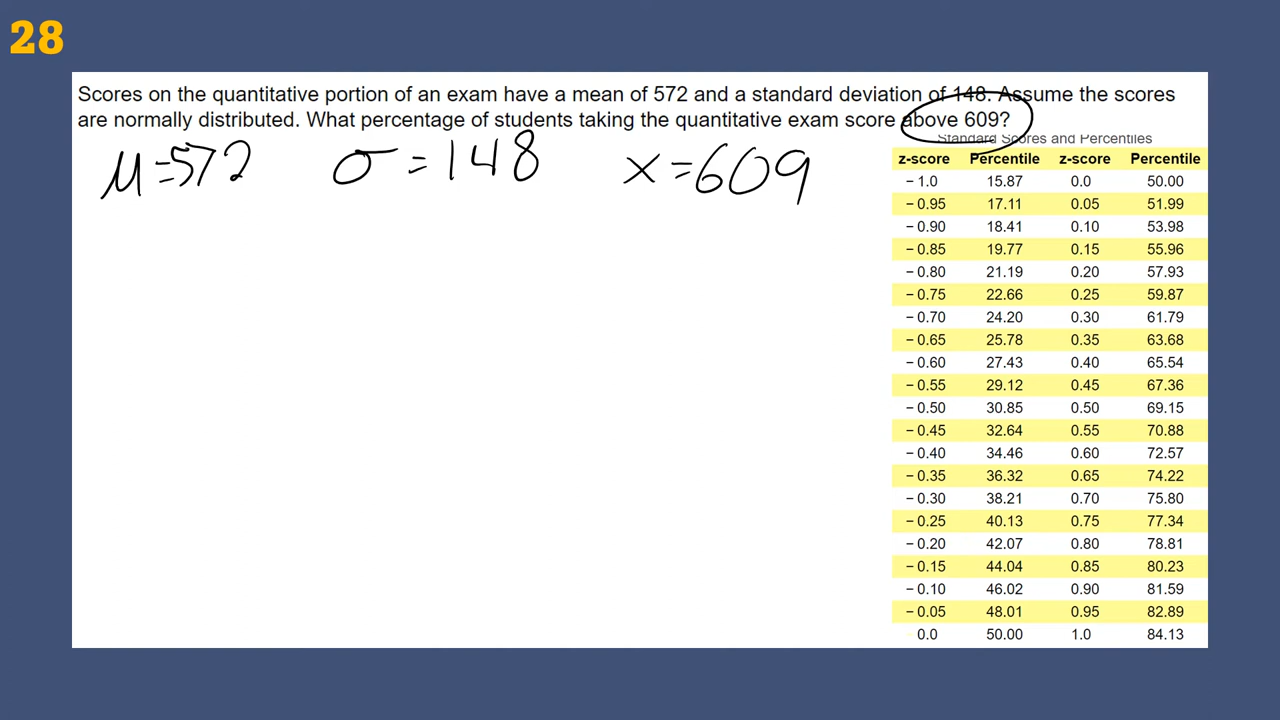 28
Scores on the quantitative portion of an exam have a mean of 572 and a standard deviation of 148. Assume the scores
are normally distributed. What percentage of students taking the quantitative exam score above 609?
Standard Scores and Percentiles
μ=572 σ=148 x=609
z-score Percentile z-score Percentile
−1.0 15.87 0.0 50.00
−0.95 17.11 0.05 51.99
−0.90 18.41 0.10 53.98
−0.85 19.77 0.15 55.96
−0.80 21.19 0.20 57.93
−0.75 22.66 0.25 59.87
−0.70 24.20 0.30 61.79
−0.65 25.78 0.35 63.68
−0.60 27.43 0.40 65.54
−0.55 29.12 0.45 67.36
−0.50 30.85 0.50 69.15
−0.45 32.64 0.55 70.88
−0.40 34.46 0.60 72.57
−0.35 36.32 0.65 74.22
−0.30 38.21 0.70 75.80
−0.25 40.13 0.75 77.34
−0.20 42.07 0.80 78.81
−0.15 44.04 0.85 80.23
−0.10 46.02 0.90 81.59
−0.05 48.01 0.95 82.89
0.0 50.00 1.0 84.13